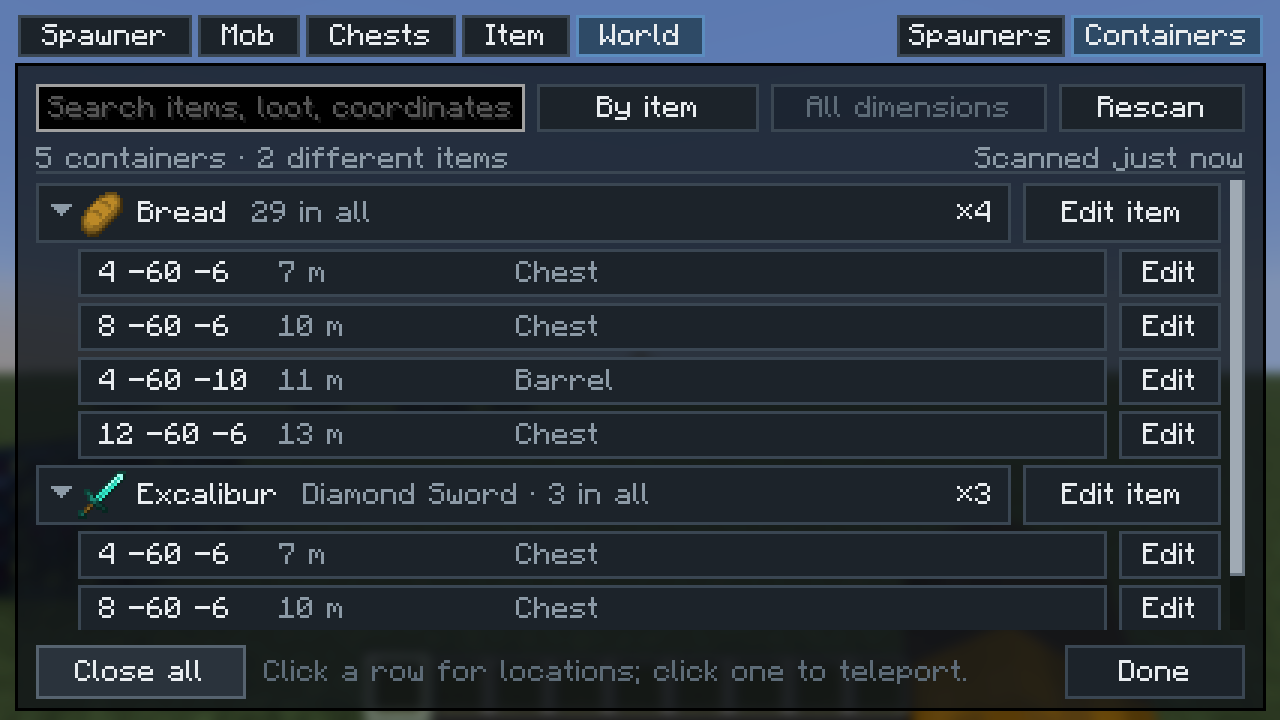 Spawner Mob Chests Item World Spawners Containers
Search items, loot, coordinates By item All dimensions Rescan
5 containers · 2 different items Scanned just now
Bread 29 in all ×4 Edit item
4 -60 -6 7 m Chest Edit
8 -60 -6 10 m Chest Edit
4 -60 -10 11 m Barrel Edit
12 -60 -6 13 m Chest Edit
Excalibur Diamond Sword · 3 in all ×3 Edit item
4 -60 -6 7 m Chest Edit
8 -60 -6 10 m Chest Edit
Close all Click a row for locations; click one to teleport. Done